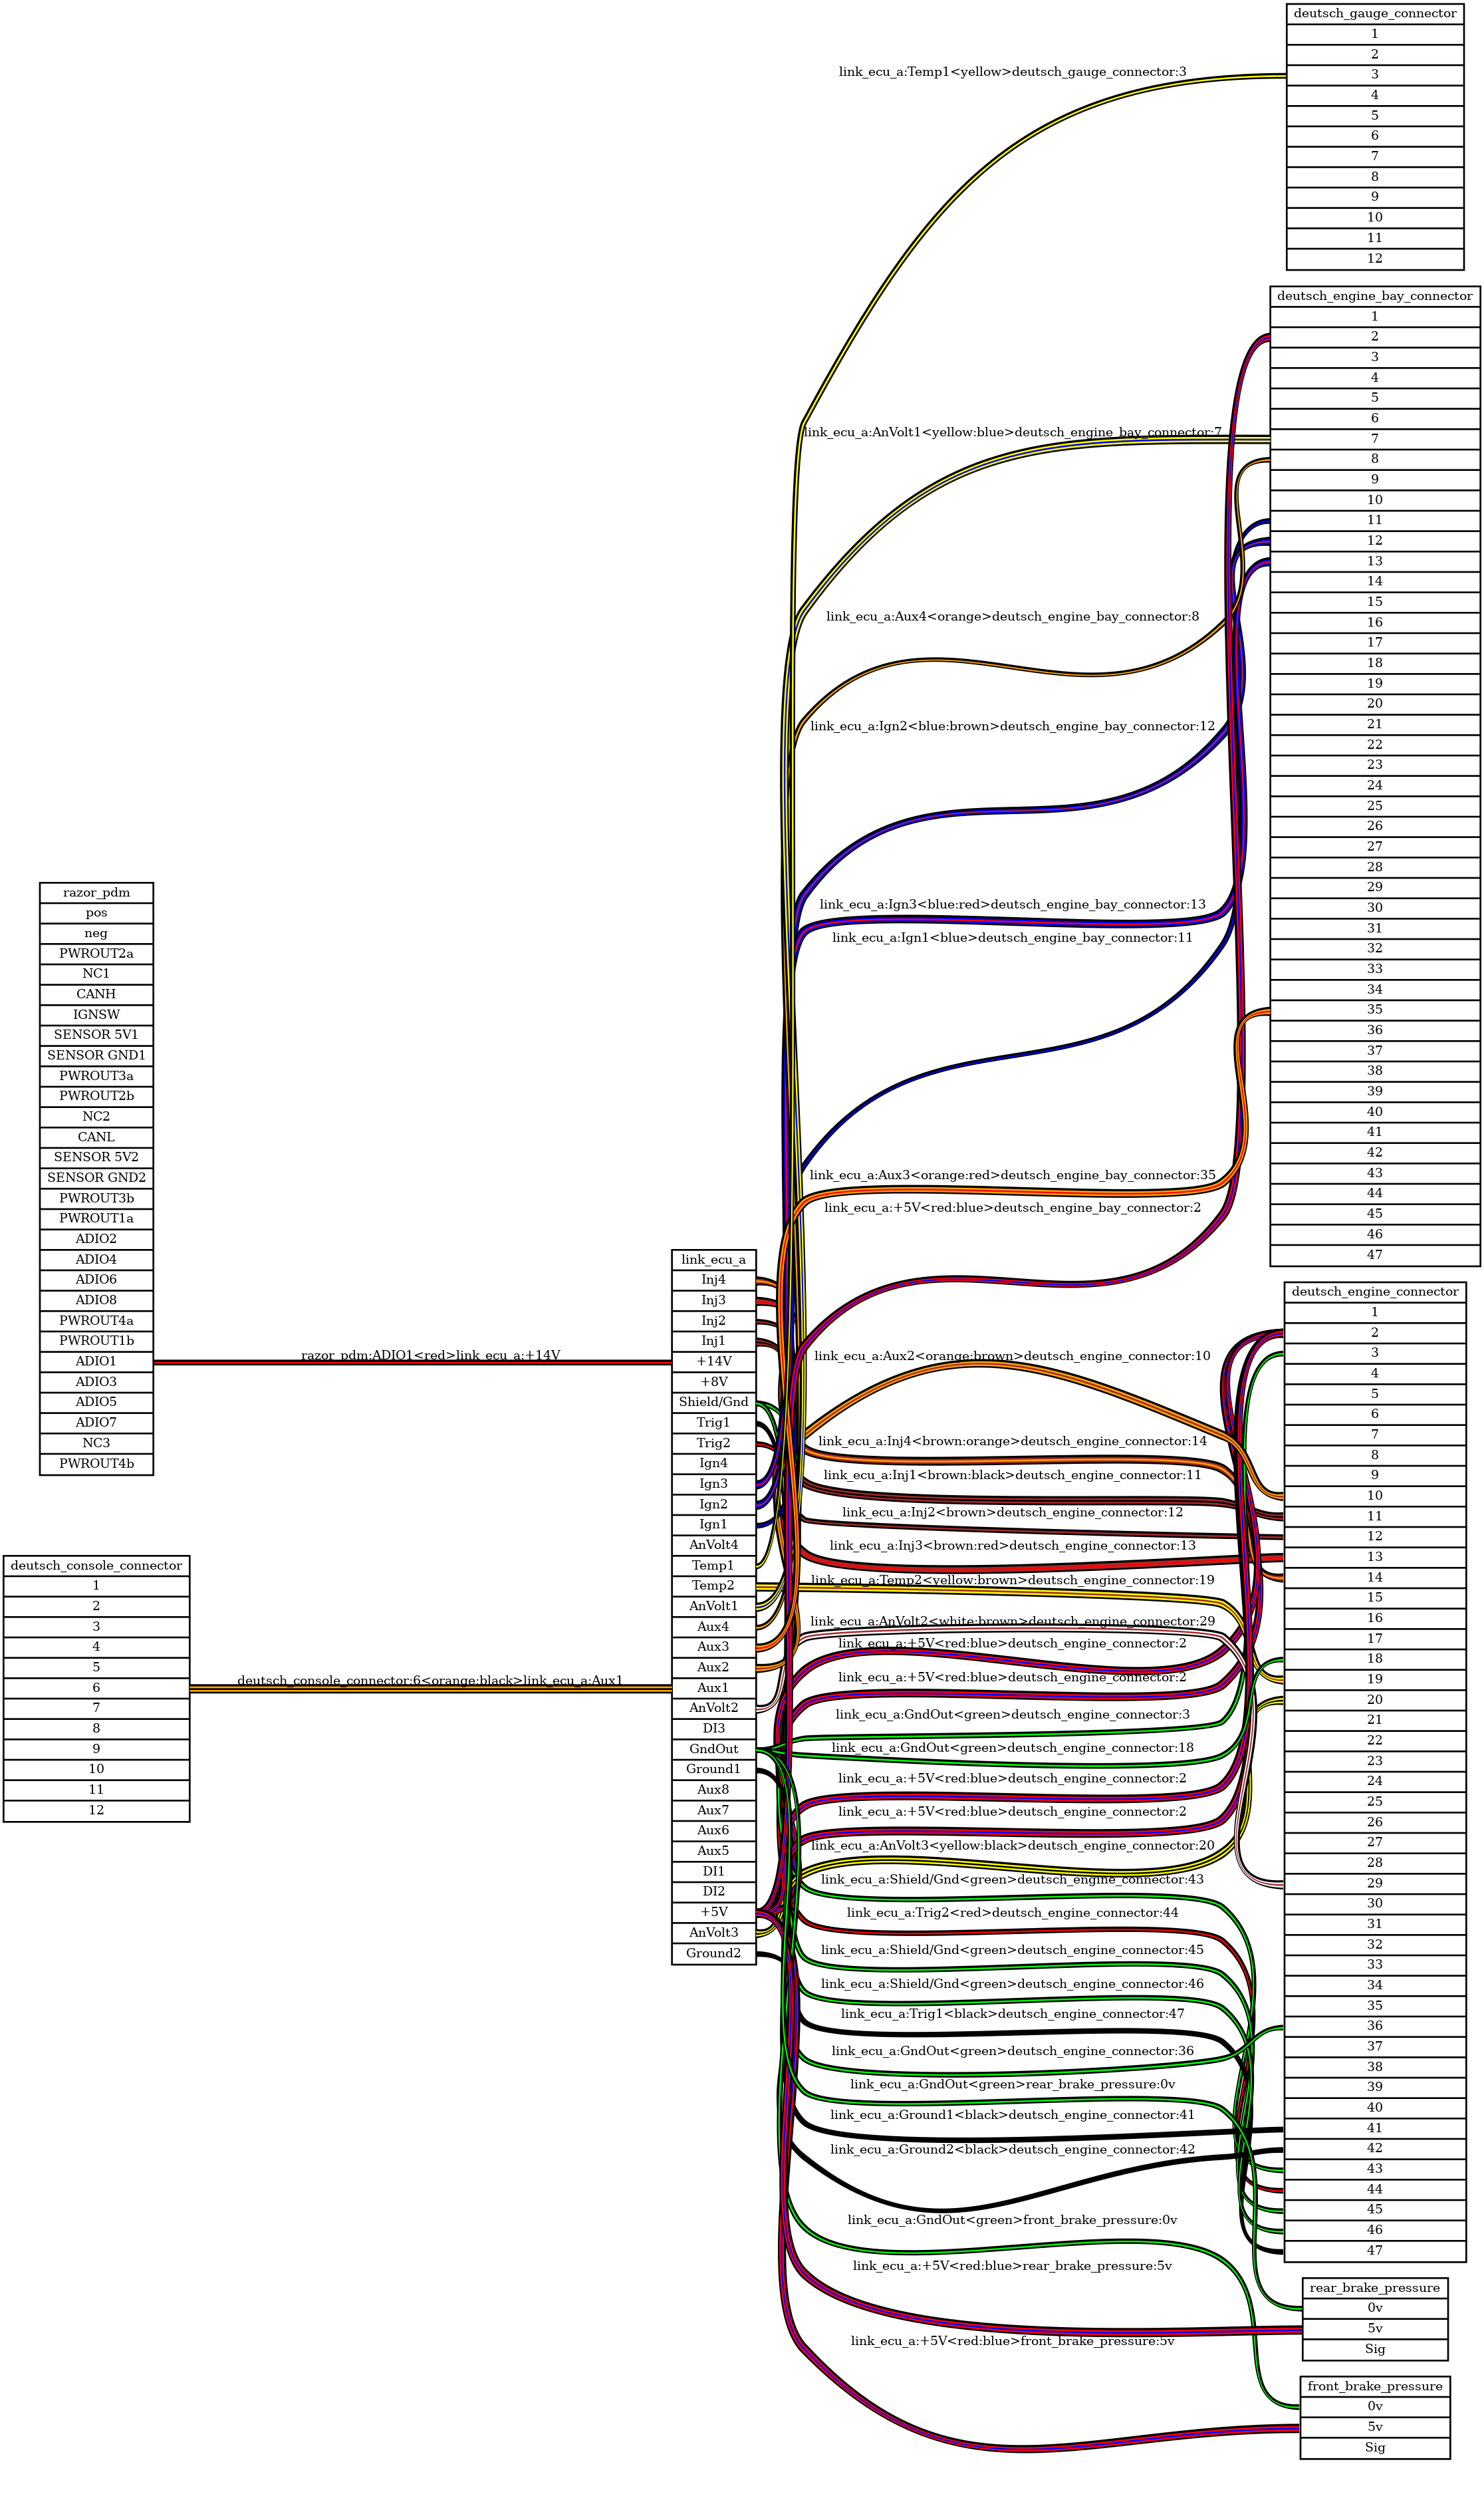 deutsch_gauge_connector
1
2
3
4
5
6
7
8
9
10
11
12
link_ecu_a:Temp1<yellow>deutsch_gauge_connector:3
deutsch_engine_bay_connector
1
2
3
4
5
6
7
8
9
10
11
12
13
14
15
16
17
18
19
20
21
22
23
24
25
26
27
28
29
30
31
32
33
34
35
36
37
38
39
40
41
42
43
44
45
46
47
link_ecu_a:AnVolt1<yellow:blue>deutsch_engine_bay_connector:7
link_ecu_a:Aux4<orange>deutsch_engine_bay_connector:8
link_ecu_a:Ign2<blue:brown>deutsch_engine_bay_connector:12
link_ecu_a:Ign3<blue:red>deutsch_engine_bay_connector:13
link_ecu_a:Ign1<blue>deutsch_engine_bay_connector:11
link_ecu_a:Aux3<orange:red>deutsch_engine_bay_connector:35
link_ecu_a:+5V<red:blue>deutsch_engine_bay_connector:2
razor_pdm
pos
neg
PWROUT2a
NC1
CANH
IGNSW
SENSOR 5V1
SENSOR GND1
PWROUT3a
PWROUT2b
NC2
CANL
SENSOR 5V2
SENSOR GND2
PWROUT3b
PWROUT1a
ADIO2
ADIO4
ADIO6
ADIO8
PWROUT4a
PWROUT1b
ADIO1
ADIO3
ADIO5
ADIO7
NC3
PWROUT4b
razor_pdm:ADIO1<red>link_ecu_a:+14V
deutsch_console_connector
1
2
3
4
5
6
7
8
9
10
11
12
deutsch_console_connector:6<orange:black>link_ecu_a:Aux1
link_ecu_a
Inj4
Inj3
Inj2
Inj1
+14V
+8V
Shield/Gnd
Trig1
Trig2
Ign4
Ign3
Ign2
Ign1
AnVolt4
Temp1
Temp2
AnVolt1
Aux4
Aux3
Aux2
Aux1
AnVolt2
DI3
GndOut
Ground1
Aux8
Aux7
Aux6
Aux5
DI1
DI2
+5V
AnVolt3
Ground2
link_ecu_a:Aux2<orange:brown>deutsch_engine_connector:10
link_ecu_a:Inj4<brown:orange>deutsch_engine_connector:14
link_ecu_a:Inj1<brown:black>deutsch_engine_connector:11
link_ecu_a:Inj2<brown>deutsch_engine_connector:12
link_ecu_a:Inj3<brown:red>deutsch_engine_connector:13
link_ecu_a:Temp2<yellow:brown>deutsch_engine_connector:19
link_ecu_a:AnVolt2<white:brown>deutsch_engine_connector:29
link_ecu_a:+5V<red:blue>deutsch_engine_connector:2
link_ecu_a:+5V<red:blue>deutsch_engine_connector:2
link_ecu_a:GndOut<green>deutsch_engine_connector:3
link_ecu_a:GndOut<green>deutsch_engine_connector:18
link_ecu_a:+5V<red:blue>deutsch_engine_connector:2
link_ecu_a:+5V<red:blue>deutsch_engine_connector:2
link_ecu_a:AnVolt3<yellow:black>deutsch_engine_connector:20
link_ecu_a:Shield/Gnd<green>deutsch_engine_connector:43
link_ecu_a:Trig2<red>deutsch_engine_connector:44
link_ecu_a:Shield/Gnd<green>deutsch_engine_connector:45
link_ecu_a:Shield/Gnd<green>deutsch_engine_connector:46
link_ecu_a:Trig1<black>deutsch_engine_connector:47
link_ecu_a:GndOut<green>deutsch_engine_connector:36
link_ecu_a:GndOut<green>rear_brake_pressure:0v
link_ecu_a:Ground1<black>deutsch_engine_connector:41
link_ecu_a:Ground2<black>deutsch_engine_connector:42
link_ecu_a:GndOut<green>front_brake_pressure:0v
link_ecu_a:+5V<red:blue>rear_brake_pressure:5v
link_ecu_a:+5V<red:blue>front_brake_pressure:5v
deutsch_engine_connector
1
2
3
4
5
6
7
8
9
10
11
12
13
14
15
16
17
18
19
20
21
22
23
24
25
26
27
28
29
30
31
32
33
34
35
36
37
38
39
40
41
42
43
44
45
46
47
rear_brake_pressure
0v
5v
Sig
front_brake_pressure
0v
5v
Sig